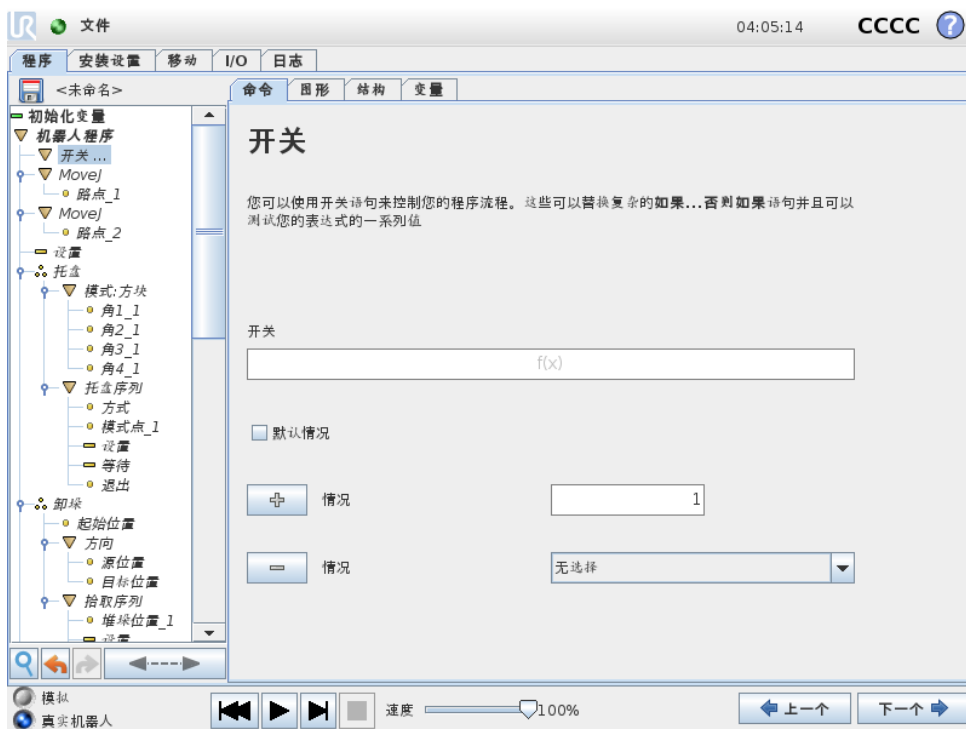 UR 文件 04:05:14 CCCC ?
程序 安装设置 移动 I/O 日志
<未命名>
命令 图形 结构 变量
初始化变量
机器人程序
开关 ...
MoveJ
路点_1
MoveJ
路点_2
设置
托盘
模式:方块
角1_1
角2_1
角3_1
角4_1
托盘序列
方式
模式点_1
设置
等待
退出
卸垛
起始位置
方向
源位置
目标位置
拾取序列
堆垛位置_1
设置
开关
您可以使用开关语句来控制您的程序流程。这些可以替换复杂的如果...否则如果语句并且可以
测试您的表达式的一系列值
开关
f(x)
默认情况
情况 1
情况 无选择
模拟
真实机器人
速度 100%
上一个 下一个